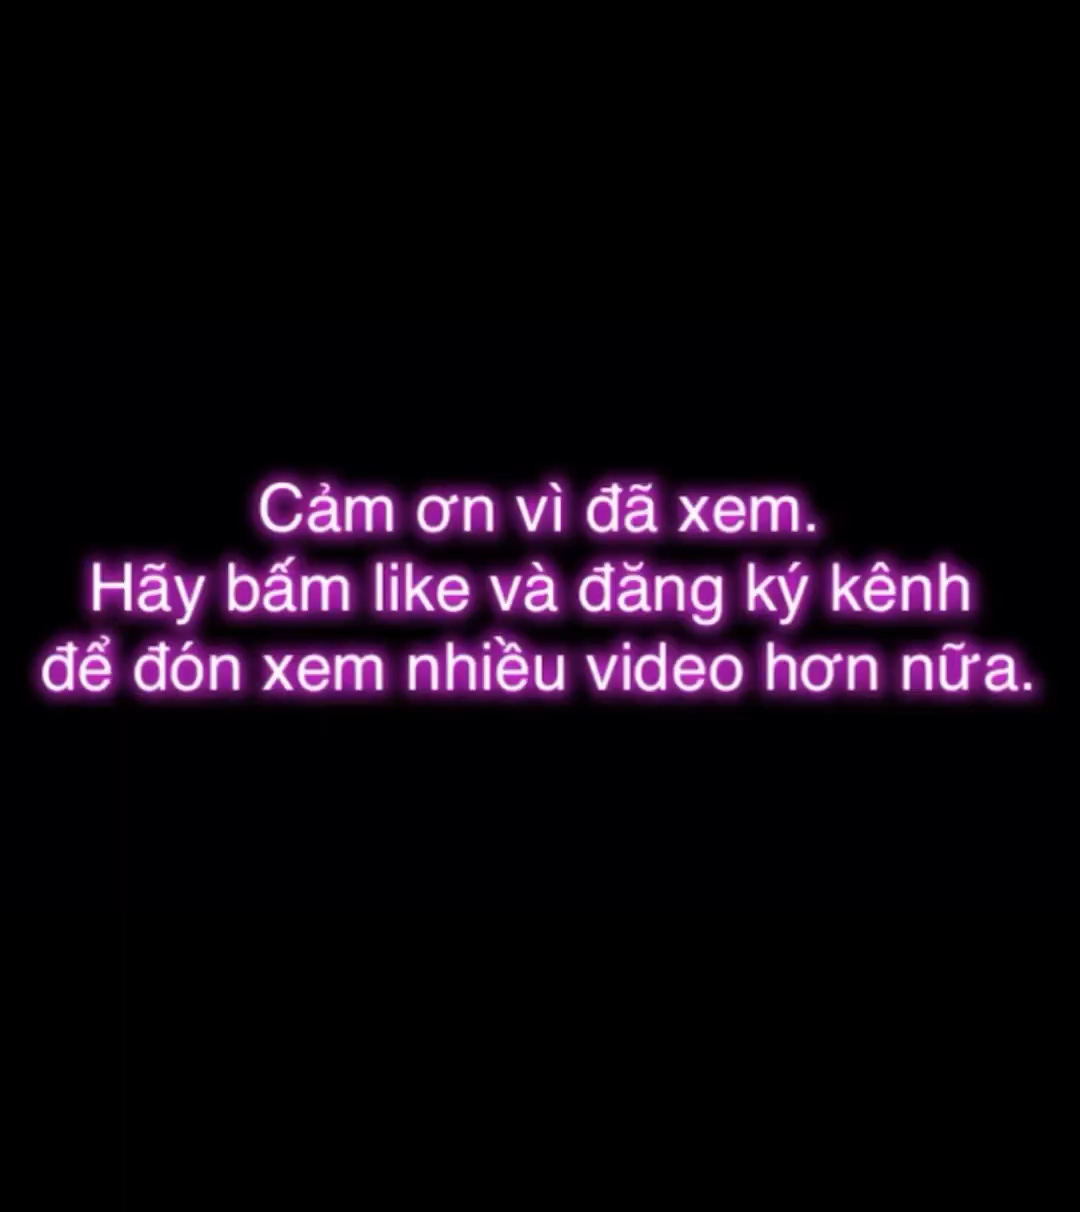 Cảm ơn vì đã xem.
Hãy bấm like và đăng ký kênh
để đón xem nhiều video hơn nữa.